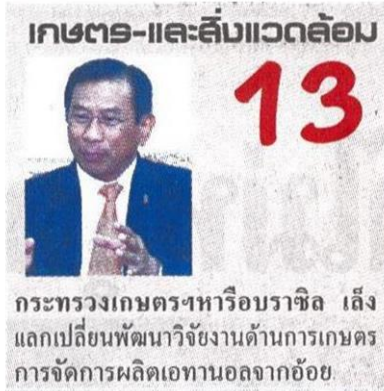 เกษตร-และสิ่งแวดล้อม
13
กระทรวงเกษตรฯหารือบราซิล เล็ง
แลกเปลี่ยนพัฒนาวิจัยงานด้านการเกษตร
การจัดการผลิตเอทานอลจากอ้อย